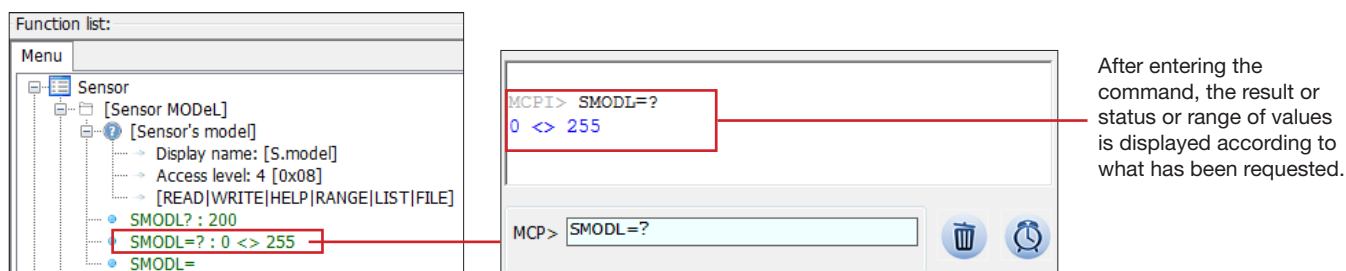 Function list:
Menu
Sensor
[Sensor MODeL]
[Sensor's model]
Display name: [S.model]
Access level: 4 [0x08]
[READ|WRITE|HELP|RANGE|LIST|FILE]
SMODL? : 200
SMODL=? : 0 <> 255
SMODL=
MCPI> SMODL=?
0 <> 255
MCP> SMODL=?
After entering the
command, the result or
status or range of values
is displayed according to
what has been requested.